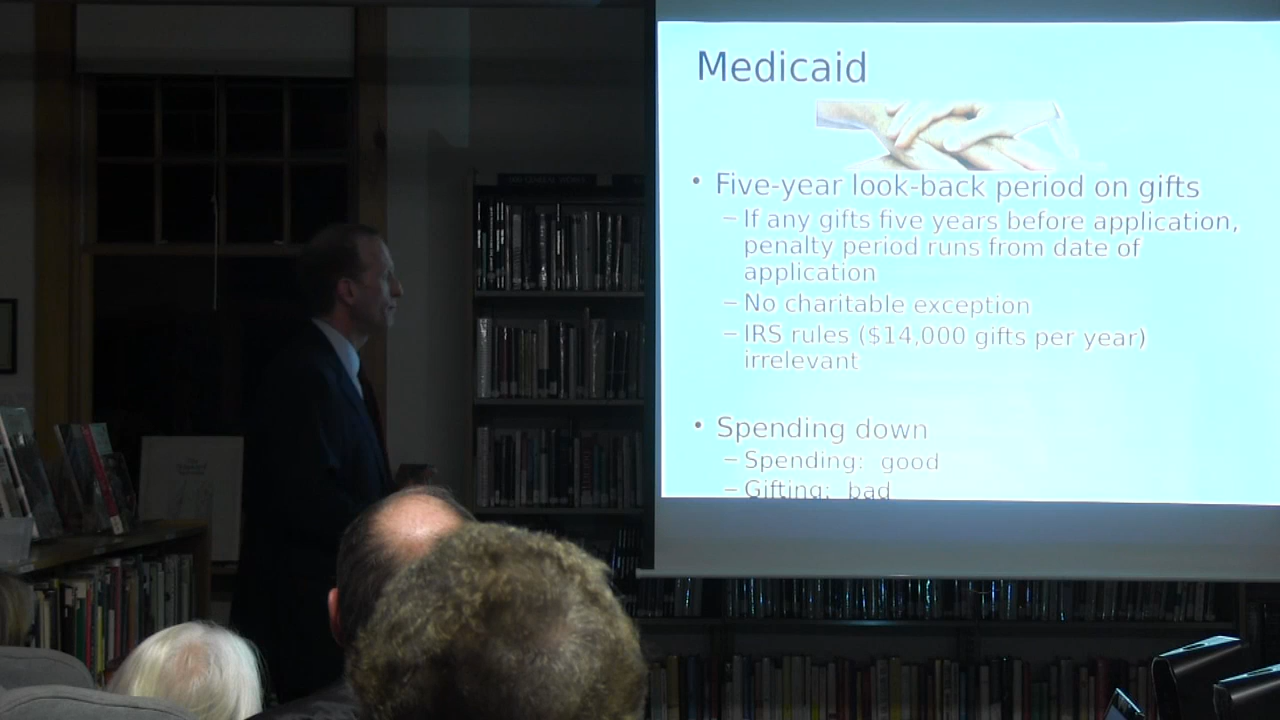 Medicaid
• Five-year look-back period on gifts
– If any gifts five years before application,
penalty period runs from date of
application
– No charitable exception
– IRS rules ($14,000 gifts per year)
irrelevant
• Spending down
– Spending: good
– Gifting: bad